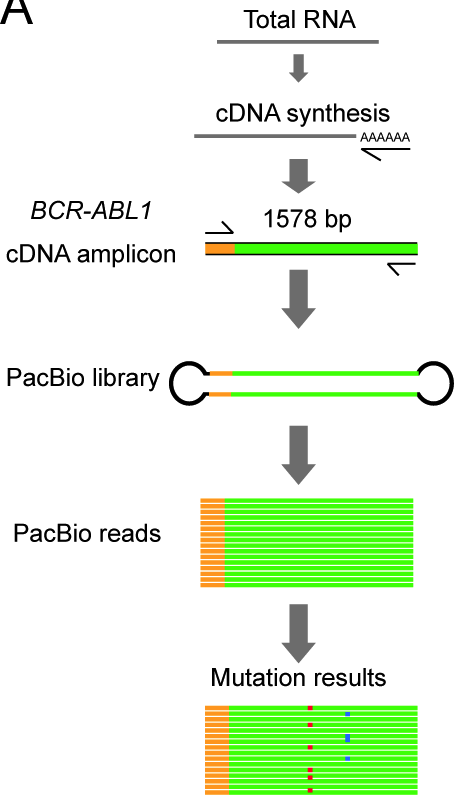 A
Total RNA
cDNA synthesis
AAAAAA
BCR-ABL1
1578 bp
cDNA amplicon
PacBio library
PacBio reads
Mutation results